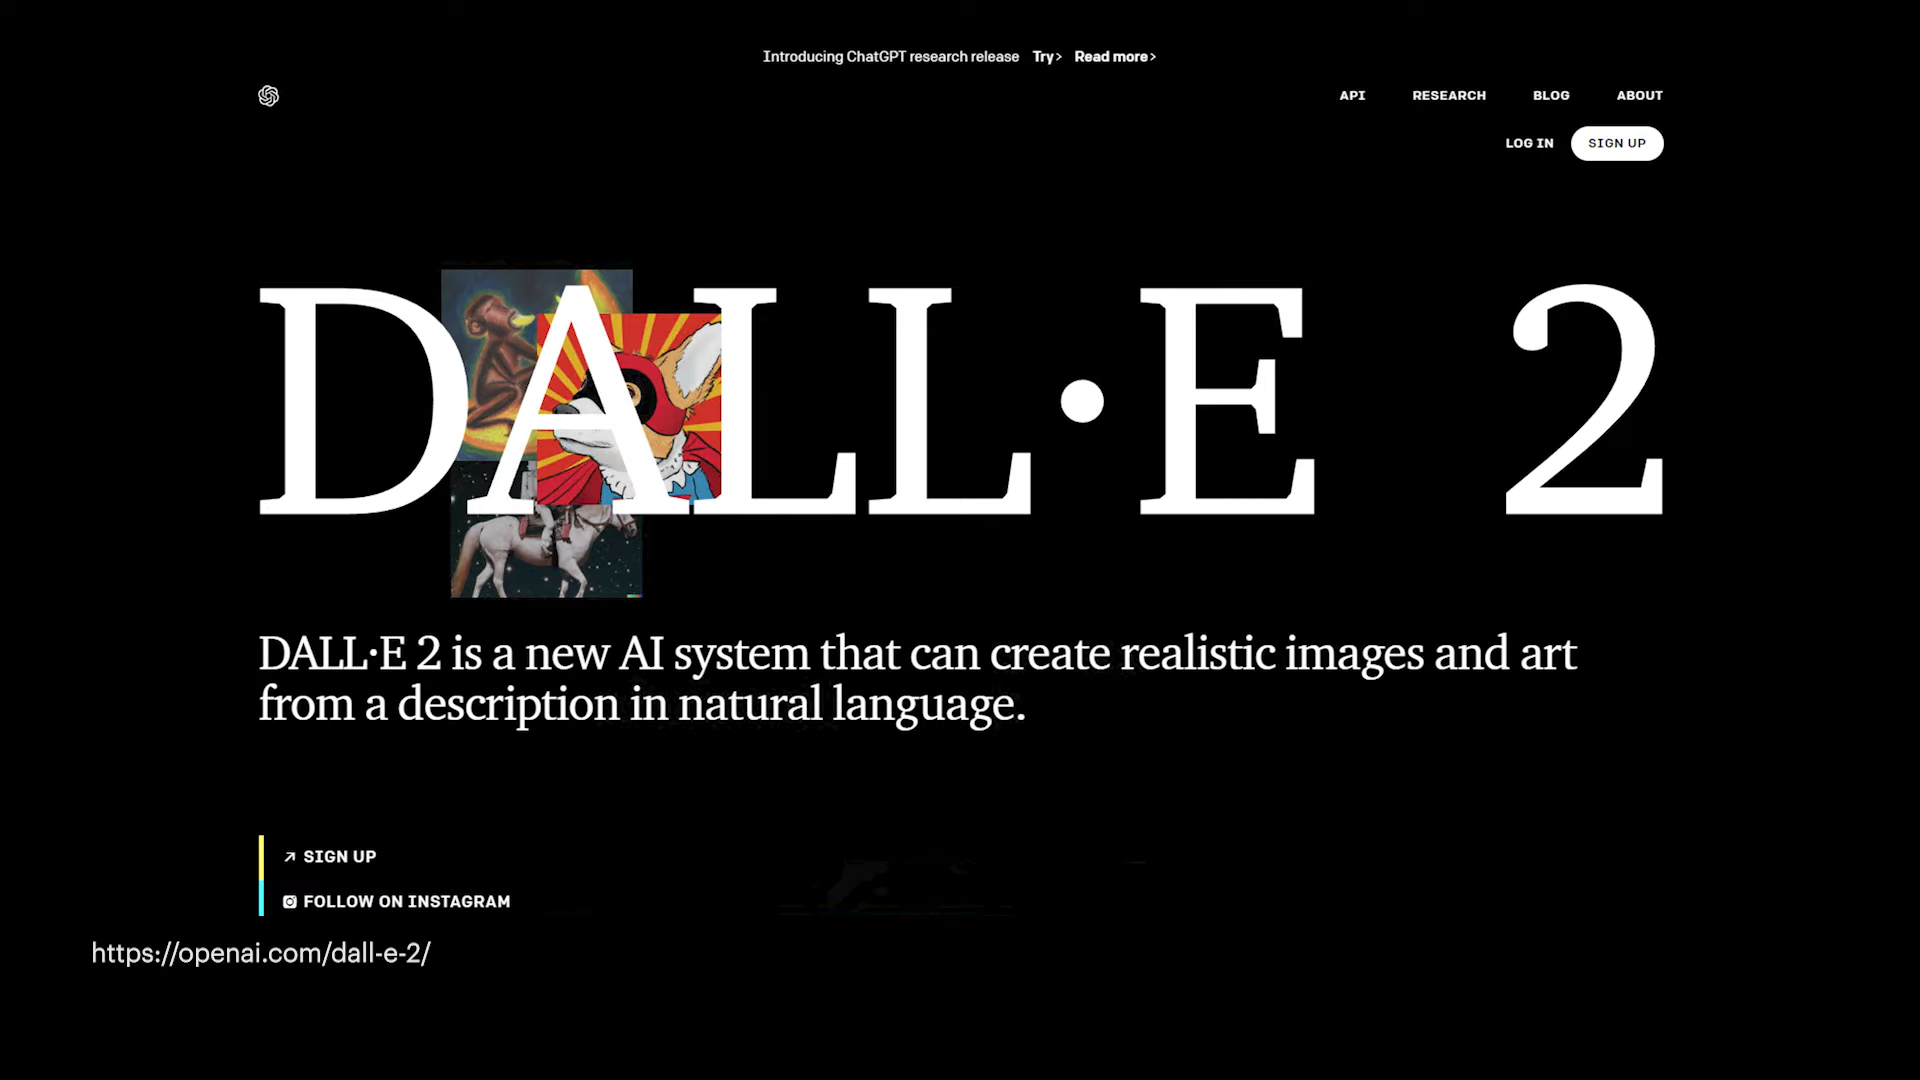 Introducing ChatGPT research release Try› Read more›
API RESEARCH BLOG ABOUT
LOG IN SIGN UP
DALL·E 2
DALL·E 2 is a new AI system that can create realistic images and art
from a description in natural language.
↗ SIGN UP
FOLLOW ON INSTAGRAM
https://openai.com/dall-e-2/